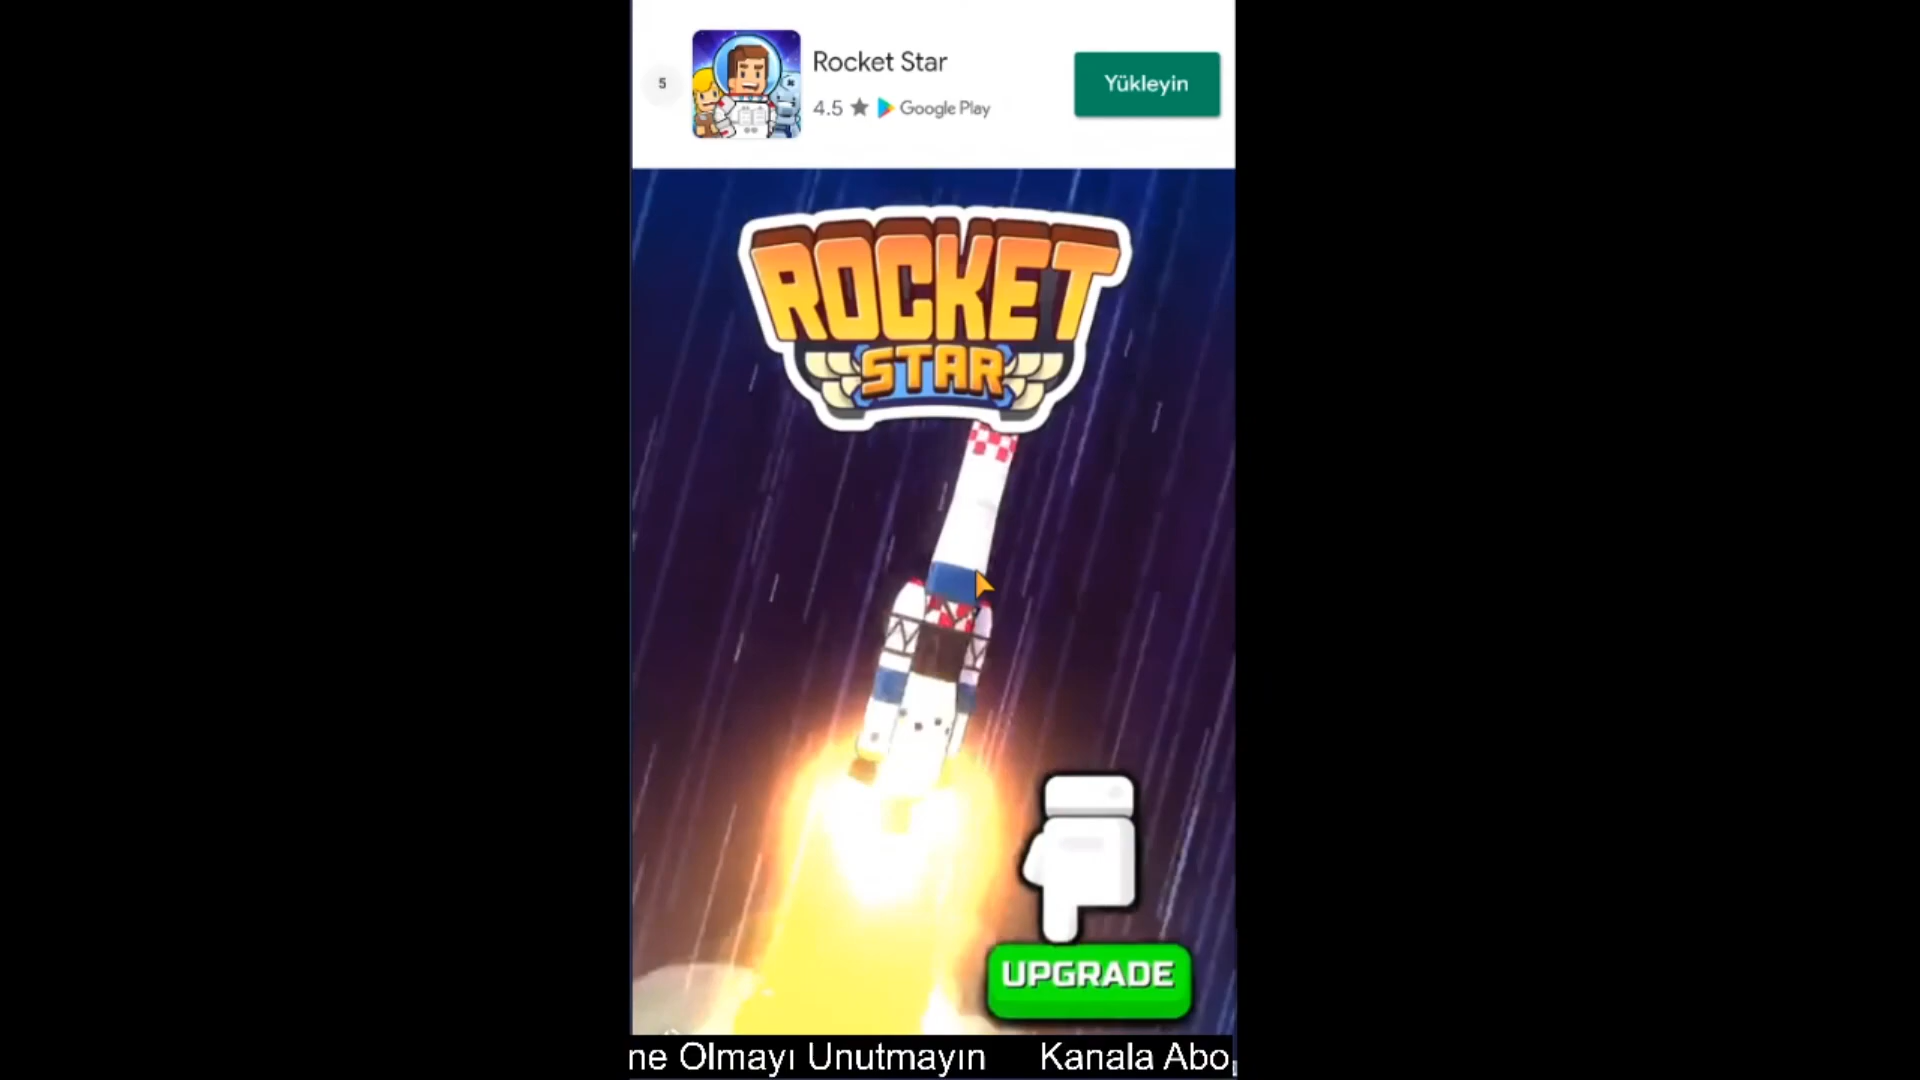 5
Rocket Star
4.5 ★ Google Play
Yükleyin
ROCKET
STAR
UPGRADE
ne Olmayı Unutmayın Kanala Abo